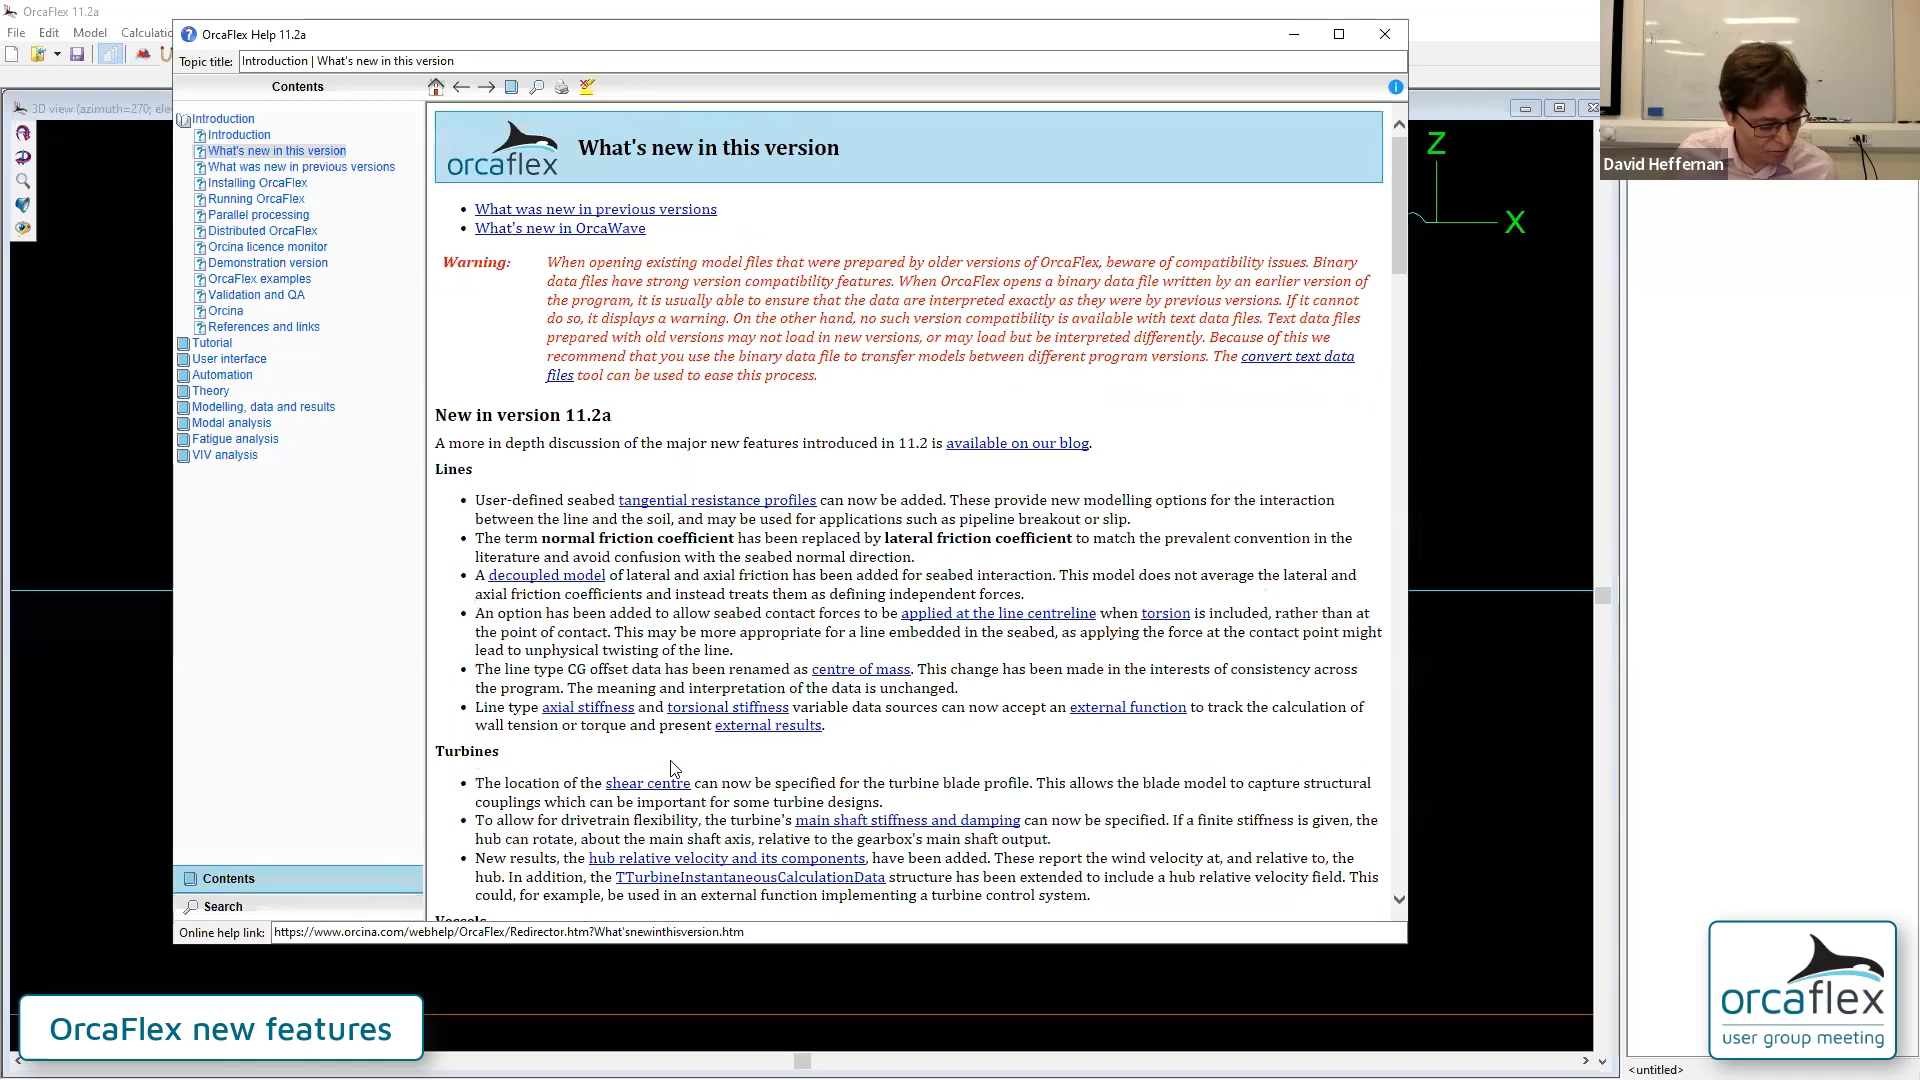 OrcaFlex 11.2a
File Edit Model Calculatio
3D view (azimuth=270; ele
OrcaFlex Help 11.2a
Topic title: Introduction | What's new in this version
Contents
Introduction
Introduction
What's new in this version
What was new in previous versions
Installing OrcaFlex
Running OrcaFlex
Parallel processing
Distributed OrcaFlex
Orcina licence monitor
Demonstration version
OrcaFlex examples
Validation and QA
Orcina
References and links
Tutorial
User interface
Automation
Theory
Modelling, data and results
Modal analysis
Fatigue analysis
VIV analysis
Contents
Search
Online help link: https://www.orcina.com/webhelp/OrcaFlex/Redirector.htm?What'snewinthisversion.htm
orcaflex What's new in this version
• What was new in previous versions
• What's new in OrcaWave
Warning: When opening existing model files that were prepared by older versions of OrcaFlex, beware of compatibility issues. Binary
data files have strong version compatibility features. When OrcaFlex opens a binary data file written by an earlier version of
the program, it is usually able to ensure that the data are interpreted exactly as they were by previous versions. If it cannot
do so, it displays a warning. On the other hand, no such version compatibility is available with text data files. Text data files
prepared with old versions may not load in new versions, or may load but be interpreted differently. Because of this we
recommend that you use the binary data file to transfer models between different program versions. The convert text data
files tool can be used to ease this process.
New in version 11.2a
A more in depth discussion of the major new features introduced in 11.2 is available on our blog.
Lines
• User-defined seabed tangential resistance profiles can now be added. These provide new modelling options for the interaction
between the line and the soil, and may be used for applications such as pipeline breakout or slip.
• The term normal friction coefficient has been replaced by lateral friction coefficient to match the prevalent convention in the
literature and avoid confusion with the seabed normal direction.
• A decoupled model of lateral and axial friction has been added for seabed interaction. This model does not average the lateral and
axial friction coefficients and instead treats them as defining independent forces.
• An option has been added to allow seabed contact forces to be applied at the line centreline when torsion is included, rather than at
the point of contact. This may be more appropriate for a line embedded in the seabed, as applying the force at the contact point might
lead to unphysical twisting of the line.
• The line type CG offset data has been renamed as centre of mass. This change has been made in the interests of consistency across
the program. The meaning and interpretation of the data is unchanged.
• Line type axial stiffness and torsional stiffness variable data sources can now accept an external function to track the calculation of
wall tension or torque and present external results.
Turbines
• The location of the shear centre can now be specified for the turbine blade profile. This allows the blade model to capture structural
couplings which can be important for some turbine designs.
• To allow for drivetrain flexibility, the turbine's main shaft stiffness and damping can now be specified. If a finite stiffness is given, the
hub can rotate, about the main shaft axis, relative to the gearbox's main shaft output.
• New results, the hub relative velocity and its components, have been added. These report the wind velocity at, and relative to, the
hub. In addition, the TTurbineInstantaneousCalculationData structure has been extended to include a hub relative velocity field. This
could, for example, be used in an external function implementing a turbine control system.
Vessels
Z
X
David Heffernan
OrcaFlex new features
orcaflex
user group meeting
<untitled>